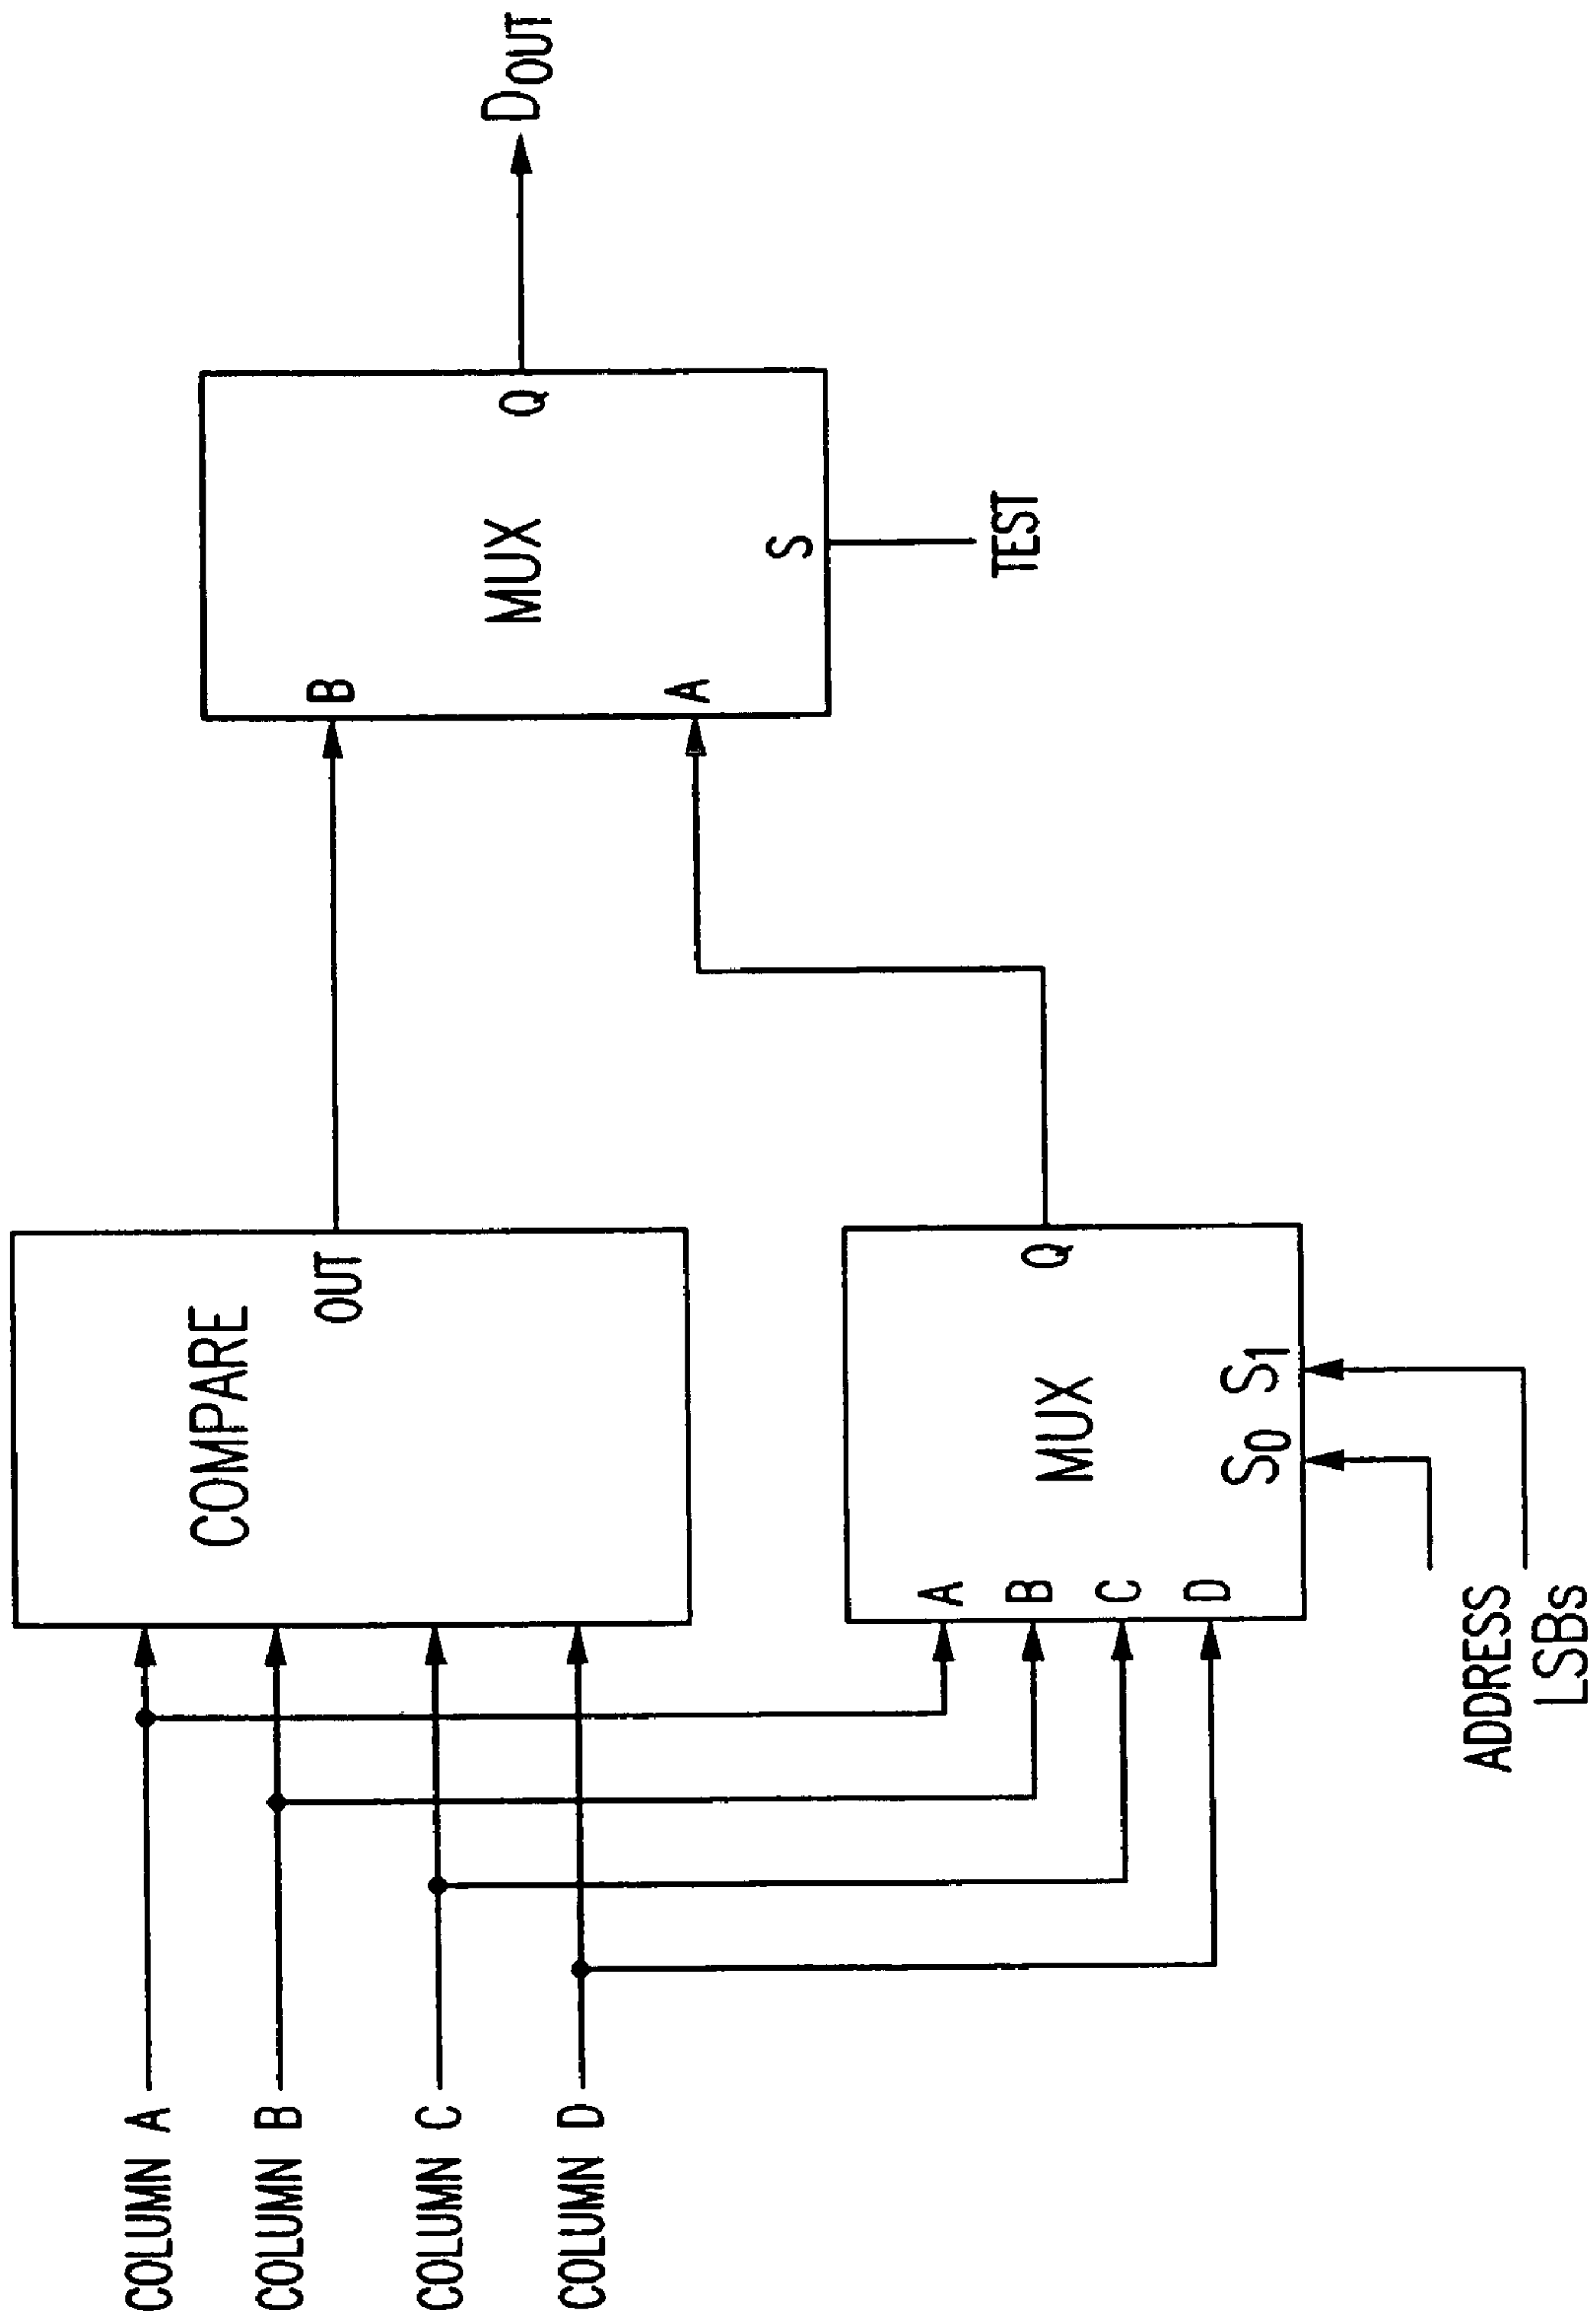 COLUMN A
COLUMN B
COLUMN C
COLUMN D
COMPARE
OUT
A
B
C
D
MUX
Q
S0 S1
ADDRESS
LSBs
B
A
MUX
Q
S
TEST
DOUT